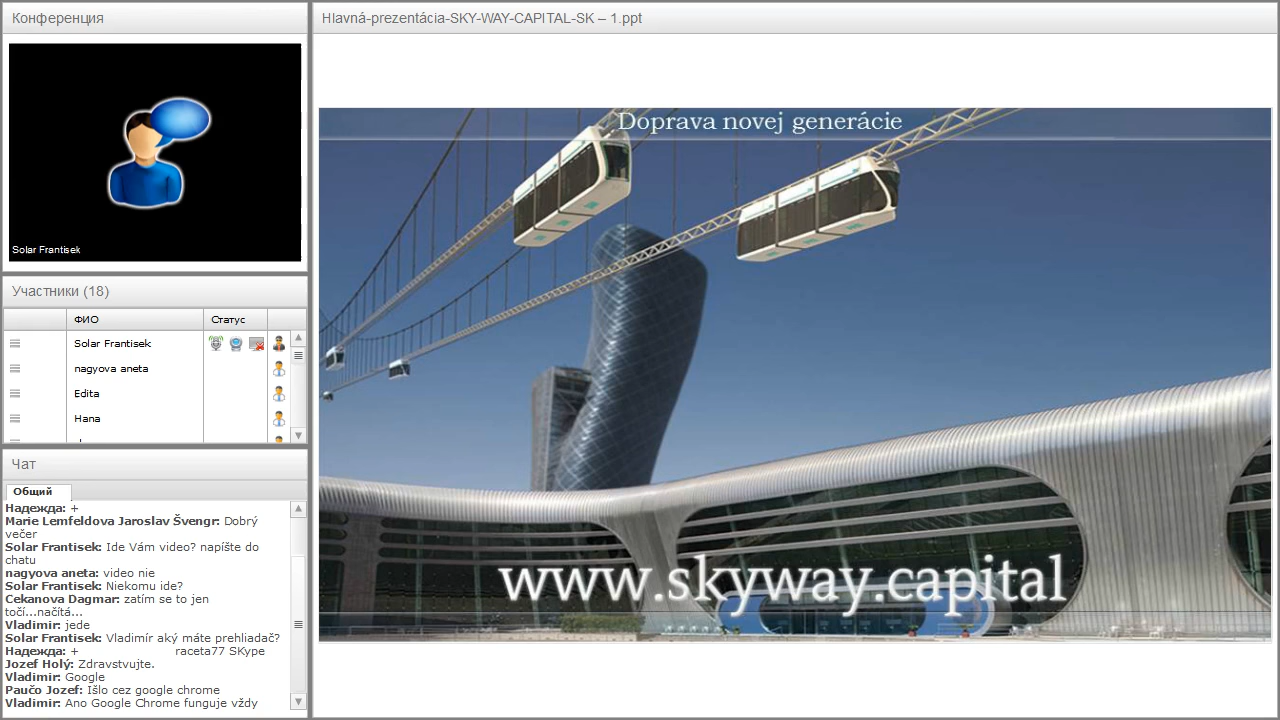 Конференция
Solar Frantisek
Участники (18)
ФИО Статус
Solar Frantisek
nagyova aneta
Edita
Hana
Чат
Общий
Надежда: +
Marie Lemfeldova Jaroslav Švengr: Dobrý
večer
Solar Frantisek: Ide Vám video? napíšte do
chatu
nagyova aneta: video nie
Solar Frantisek: Niekomu ide?
Cekanova Dagmar: zatím se to jen
točí...načítá...
Vladimir: jede
Solar Frantisek: Vladimír aký máte prehliadač?
Надежда: + raceta77 SKype
Jozef Holý: Zdravstvujte.
Vladimir: Google
Paučo Jozef: Išlo cez google chrome
Vladimir: Ano Google Chrome funguje vždy
Hlavná-prezentácia-SKY-WAY-CAPITAL-SK – 1.ppt
Doprava novej generácie
www.skyway.capital